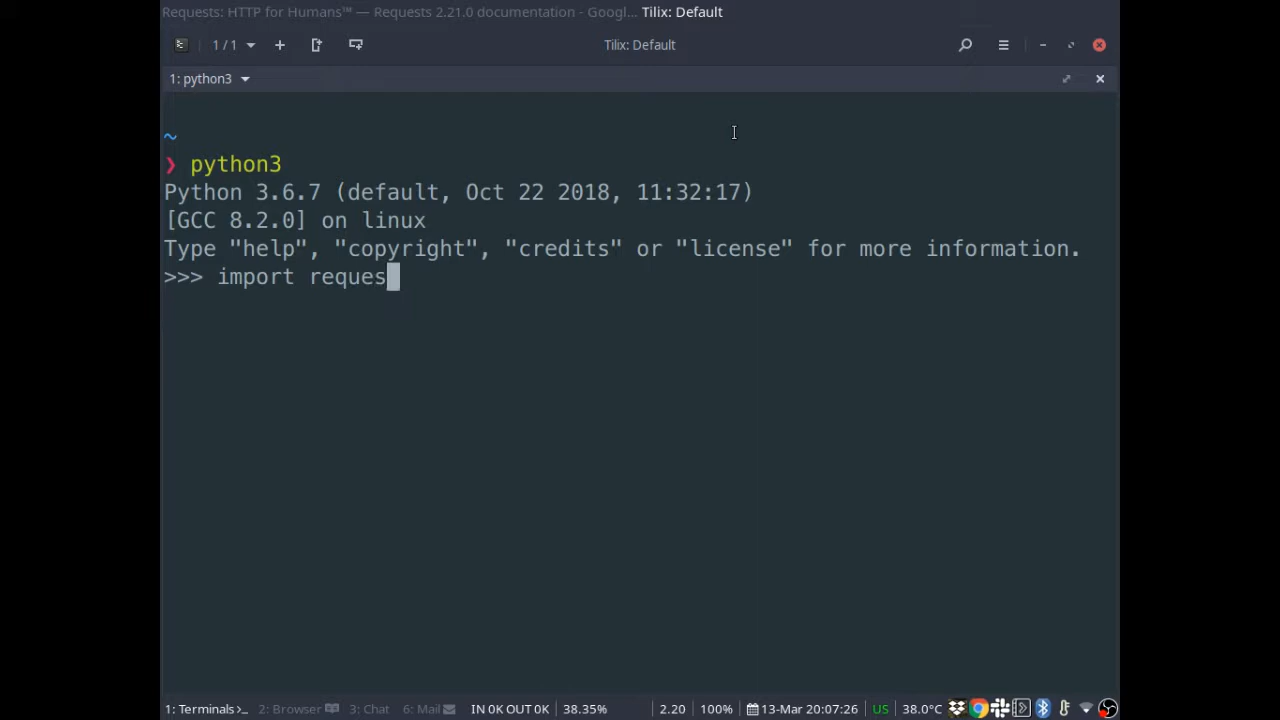 Requests: HTTP for Humans™ — Requests 2.21.0 documentation - Googl... Tilix: Default
1 / 1 Tilix: Default
1: python3
~
❯ python3
Python 3.6.7 (default, Oct 22 2018, 11:32:17)
[GCC 8.2.0] on linux
Type "help", "copyright", "credits" or "license" for more information.
>>> import reques
1: Terminals 2: Browser 3: Chat 6: Mail IN 0K OUT 0K 38.35% 2.20 100% 13-Mar 20:07:26 US 38.0°C